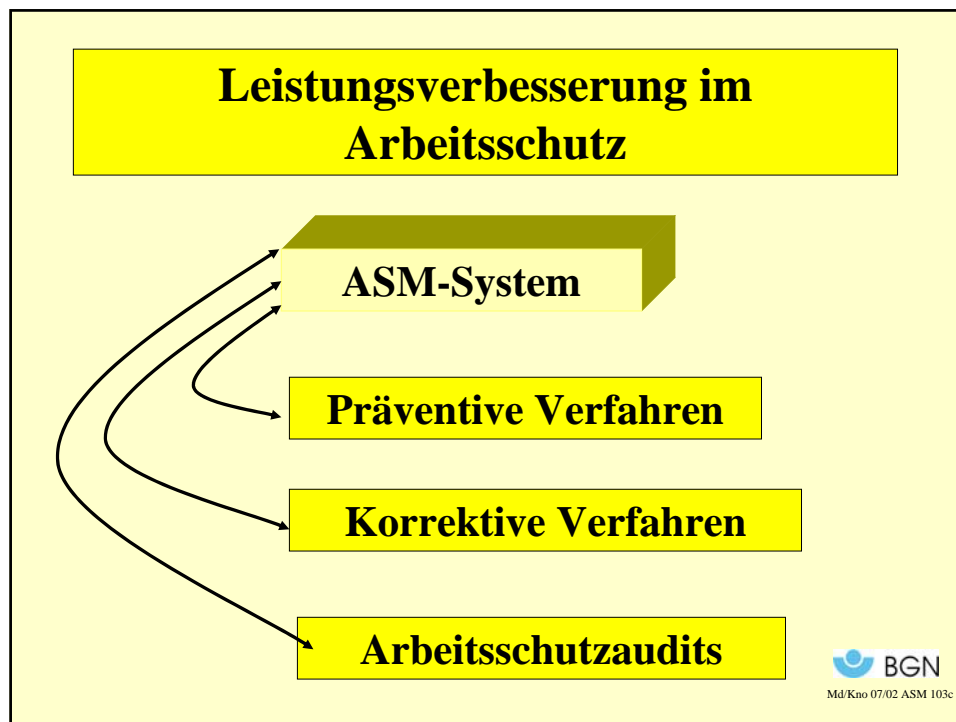 Leistungsverbesserung im
Arbeitsschutz
ASM-System
Präventive Verfahren
Korrektive Verfahren
Arbeitsschutzaudits
BGN
Md/Kno 07/02 ASM 103c